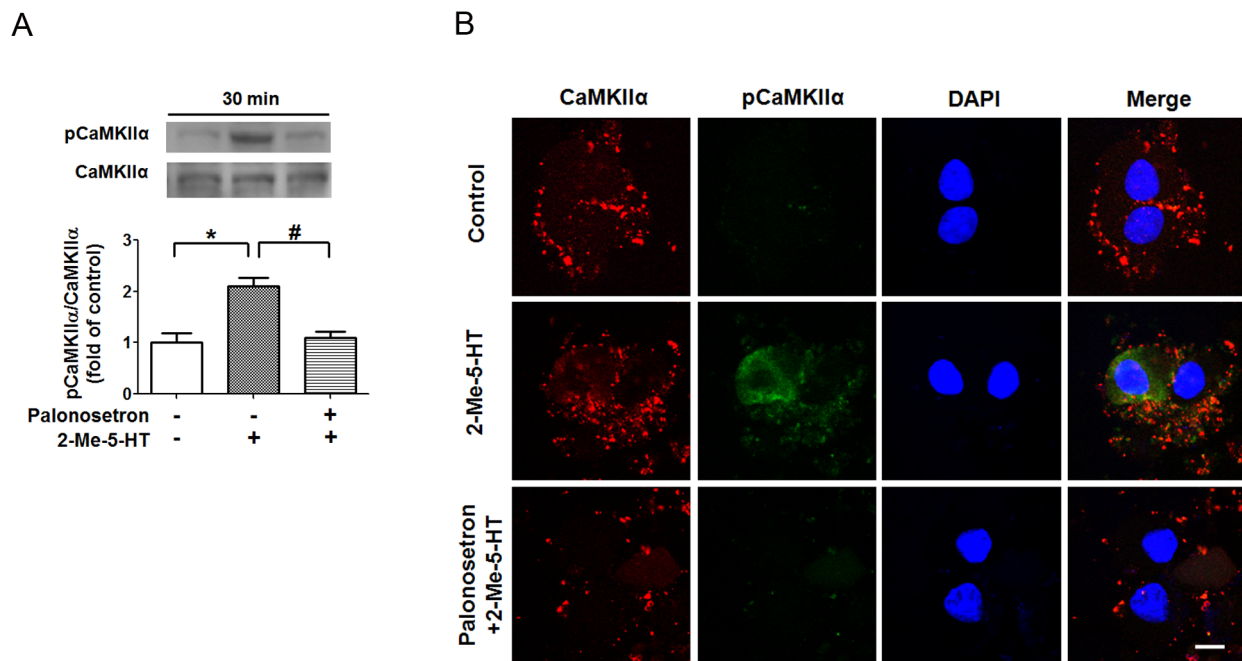 A
30 min
pCaMKIIα
CaMKIIα
pCaMKIIα/CaMKIIα
(fold of control)
3
2
1
0
*
#
Palonosetron - - +
2-Me-5-HT - + +
B
CaMKIIα pCaMKIIα DAPI Merge
Control
2-Me-5-HT
Palonosetron
+2-Me-5-HT